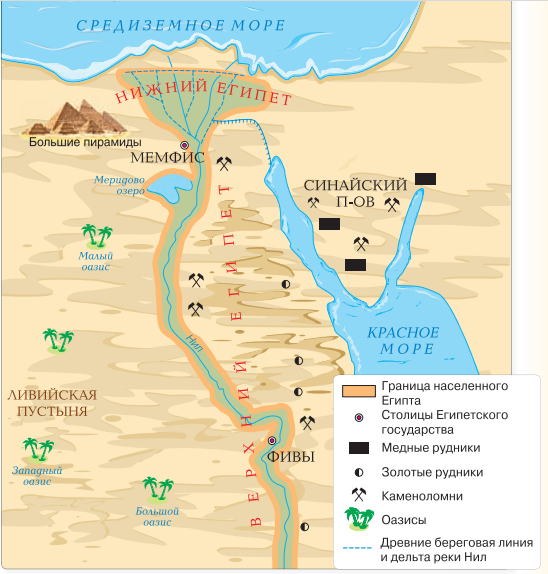 СРЕДИЗЕМНОЕ МОРЕ
НИЖНИЙ ЕГИПЕТ
Большие пирамиды
МЕМФИС
Меридово
озеро
СИНАЙСКИЙ
П-ОВ
Малый
оазис
ВЕРХНИЙ ЕГИПЕТ
Нил
КРАСНОЕ
МОРЕ
ЛИВИЙСКАЯ
ПУСТЫНЯ
ФИВЫ
Западный
оазис
Большой
оазис
Граница населенного
Египта
Столицы Египетского
государства
Медные рудники
Золотые рудники
Каменоломни
Оазисы
Древние береговая линия
и дельта реки Нил